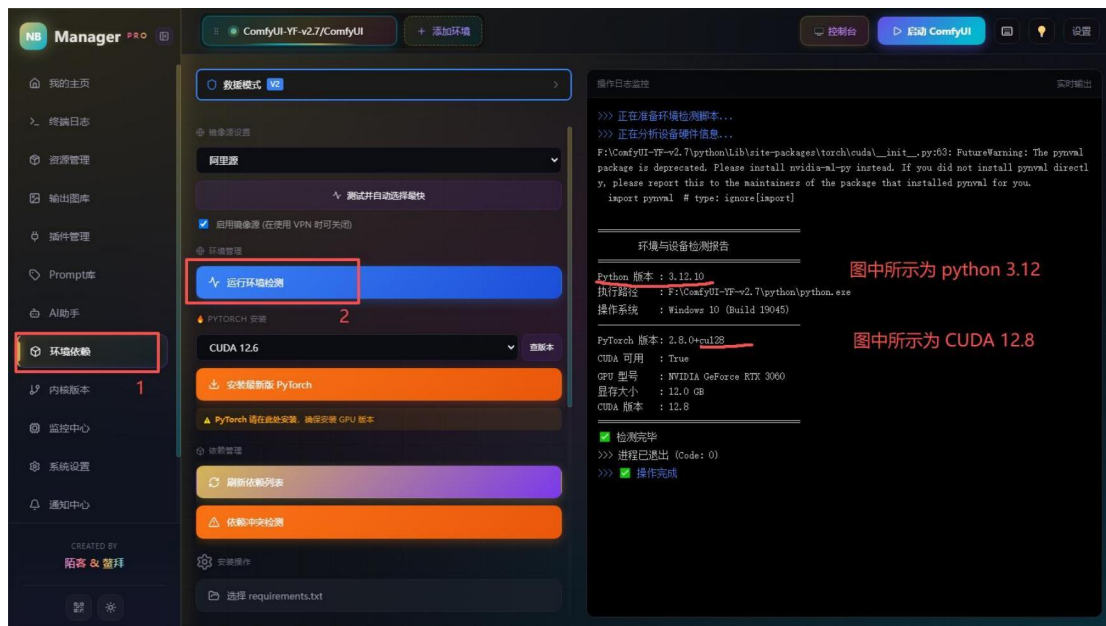 NB Manager PRO
ComfyUI-YF-v2.7/ComfyUI
+ 添加环境
控制台
启动 ComfyUI
设置
我的主页
终端日志
资源管理
输出图库
插件管理
Prompt库
AI助手
环境依赖
1
内核版本
监控中心
系统设置
通知中心
CREATED BY
陌客 & 鳌拜
救援模式 V2
镜像源设置
阿里源
测试并自动选择最快
启用镜像源 (在使用 VPN 时可关闭)
环境管理
运行环境检测
2
PYTORCH 安装
CUDA 12.6
查版本
安装最新版 PyTorch
PyTorch 请在此处安装，确保安装 GPU 版本
依赖管理
刷新依赖列表
依赖冲突检测
安装操作
选择 requirements.txt
操作日志监控
实时输出
>>> 正在准备环境检测脚本...
>>> 正在分析设备硬件信息...
F:\ComfyUI-YF-v2.7\python\Lib\site-packages\torch\cuda\__init__.py:63: FutureWarning: The pynvml
package is deprecated. Please install nvidia-ml-py instead. If you did not install pynvml directl
y, please report this to the maintainers of the package that installed pynvml for you.
import pynvml # type: ignore[import]
环境与设备检测报告
Python 版本 : 3.12.10
图中所示为 python 3.12
执行路径 : F:\ComfyUI-YF-v2.7\python\python.exe
操作系统 : Windows 10 (Build 19045)
PyTorch 版本: 2.8.0+cu128
图中所示为 CUDA 12.8
CUDA 可用 : True
GPU 型号 : NVIDIA GeForce RTX 3060
显存大小 : 12.0 GB
CUDA 版本 : 12.8
检测完毕
>>> 进程已退出 (Code: 0)
>>> 操作完成